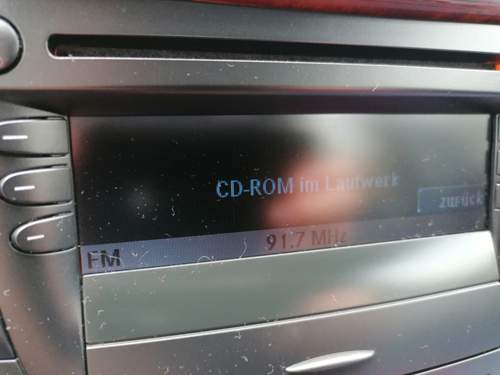 CD-ROM im Laufwerk
zurück
91.7 MHz
FM